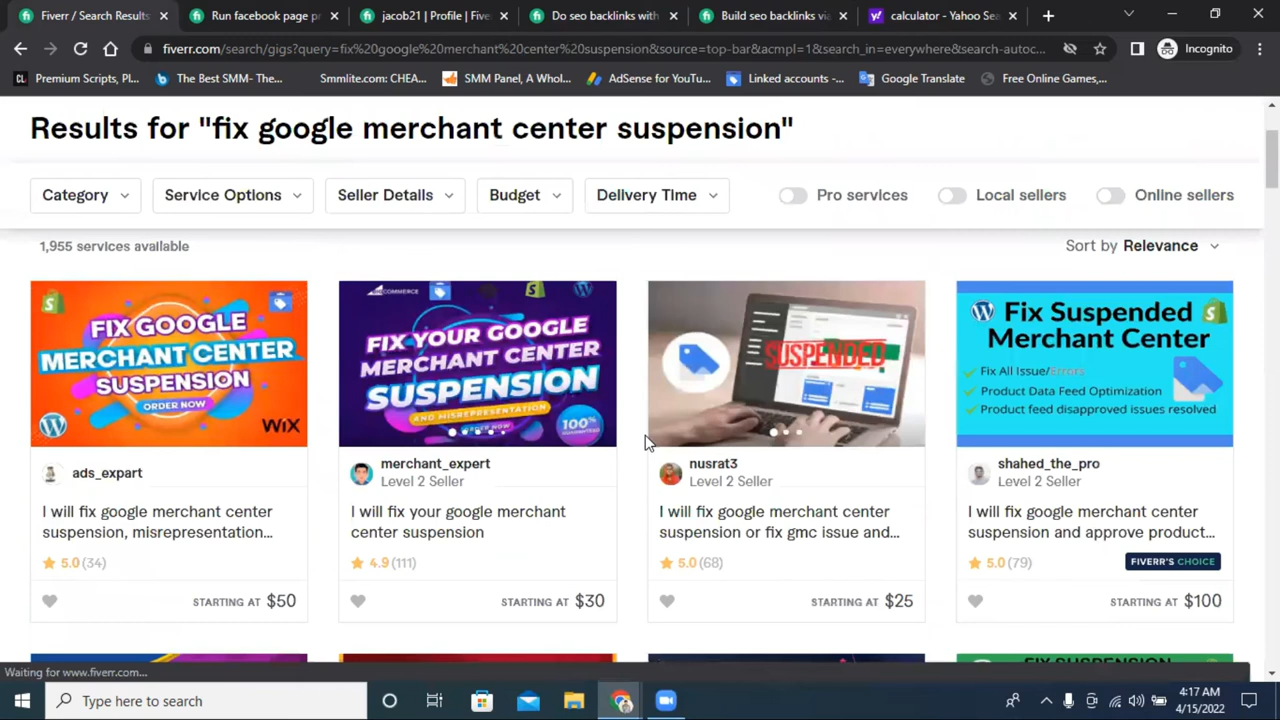 Fiverr / Search Results
Run facebook page pr
jacob21 | Profile | Five
Do seo backlinks with
Build seo backlinks via
calculator - Yahoo Sea
fiverr.com/search/gigs?query=fix%20google%20merchant%20center%20suspension&source=top-bar&acmpl=1&search_in=everywhere&search-autoc...
Incognito
Premium Scripts, Pl...
The Best SMM- The...
Smmlite.com: CHEA...
SMM Panel, A Whol...
AdSense for YouTu...
Linked accounts -...
Google Translate
Free Online Games,...
Results for "fix google merchant center suspension"
Category
Service Options
Seller Details
Budget
Delivery Time
Pro services
Local sellers
Online sellers
1,955 services available
Sort by Relevance
FIX GOOGLE
MERCHANT CENTER
SUSPENSION
ORDER NOW
WIX
ads_expart
I will fix google merchant center
suspension, misrepresentation...
5.0 (34)
STARTING AT $50
FIX YOUR GOOGLE
MERCHANT CENTER
SUSPENSION
AND MISREPRESENTATION
100%
merchant_expert
Level 2 Seller
I will fix your google merchant
center suspension
4.9 (111)
STARTING AT $30
SUSPENDED
nusrat3
Level 2 Seller
I will fix google merchant center
suspension or fix gmc issue and...
5.0 (68)
STARTING AT $25
Fix Suspended
Merchant Center
Fix All Issue/Errors
Product Data Feed Optimization
Product feed disapproved issues resolved
shahed_the_pro
Level 2 Seller
I will fix google merchant center
suspension and approve product...
5.0 (79)
FIVERR'S CHOICE
STARTING AT $100
Waiting for www.fiverr.com...
Type here to search
4:17 AM
4/15/2022